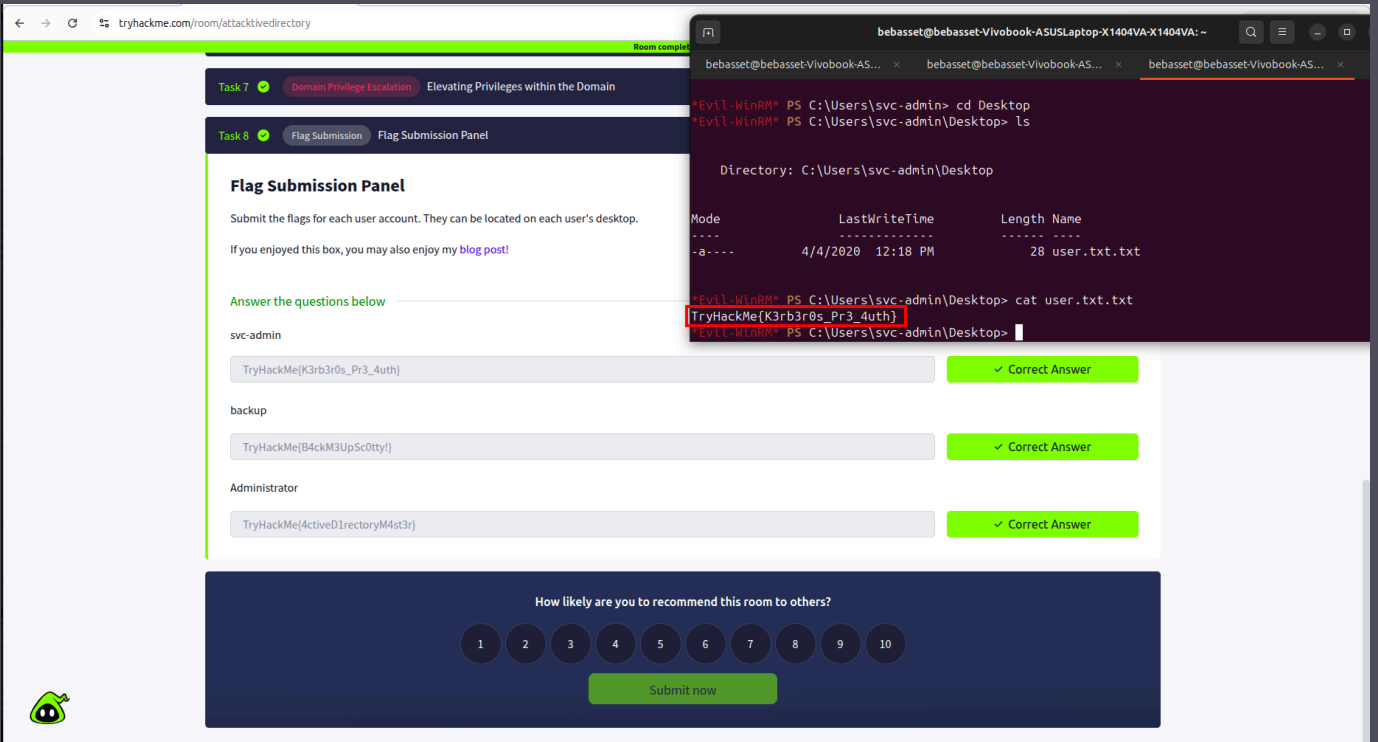 tryhackme.com/room/attacktivedirectory
Room complet
Task 7 Domain Privilege Escalation Elevating Privileges within the Domain
Task 8 Flag Submission Flag Submission Panel
Flag Submission Panel
Submit the flags for each user account. They can be located on each user's desktop.
If you enjoyed this box, you may also enjoy my blog post!
Answer the questions below
svc-admin
TryHackMe{K3rb3r0s_Pr3_4uth}
✓ Correct Answer
backup
TryHackMe{B4ckM3UpSc0tty!}
✓ Correct Answer
Administrator
TryHackMe{4ctiveD1rectoryM4st3r}
✓ Correct Answer
How likely are you to recommend this room to others?
1 2 3 4 5 6 7 8 9 10
Submit now
bebasset@bebasset-Vivobook-ASUSLaptop-X1404VA-X1404VA: ~
bebasset@bebasset-Vivobook-AS... × bebasset@bebasset-Vivobook-AS... × bebasset@bebasset-Vivobook-AS... ×
*Evil-WinRM* PS C:\Users\svc-admin> cd Desktop
*Evil-WinRM* PS C:\Users\svc-admin\Desktop> ls
Directory: C:\Users\svc-admin\Desktop
Mode LastWriteTime Length Name
---- ------------- ------ ----
-a---- 4/4/2020 12:18 PM 28 user.txt.txt
*Evil-WinRM* PS C:\Users\svc-admin\Desktop> cat user.txt.txt
TryHackMe{K3rb3r0s_Pr3_4uth}
*Evil-WinRM* PS C:\Users\svc-admin\Desktop>